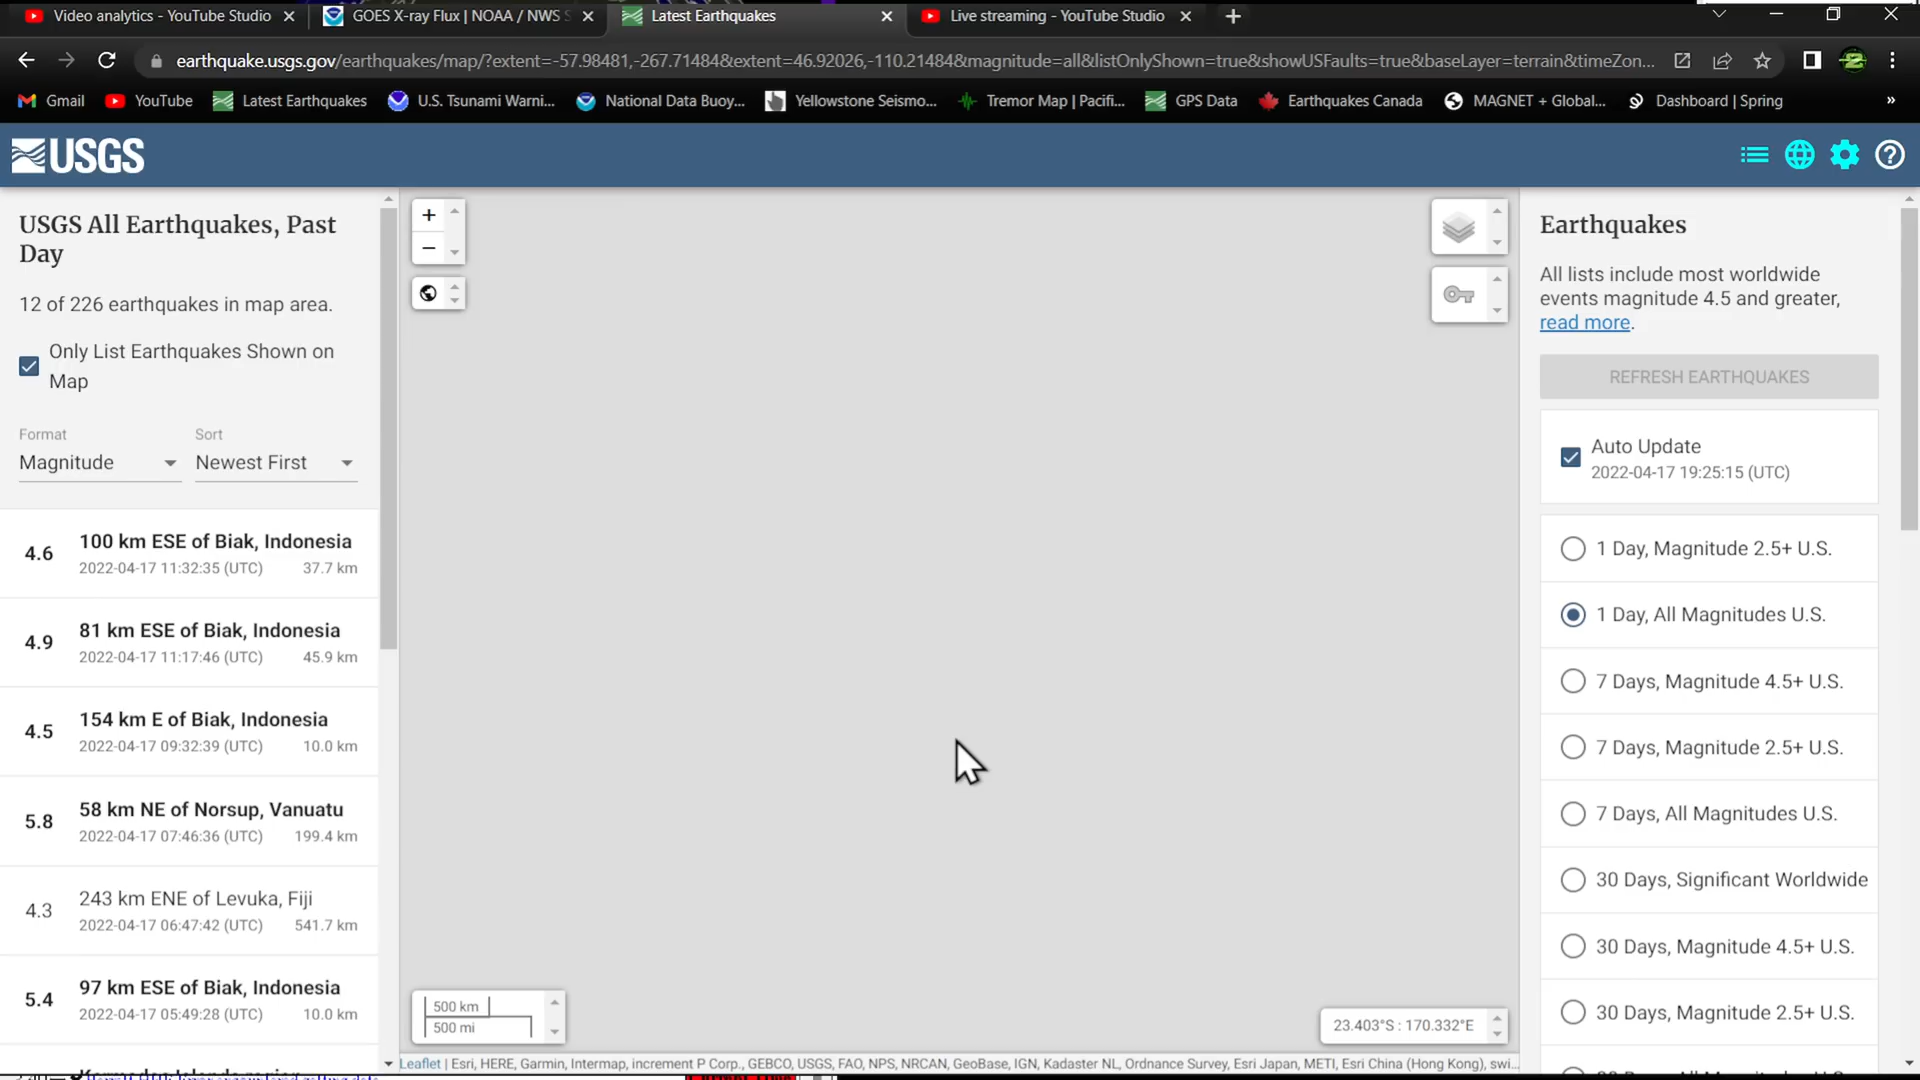 Video analytics - YouTube Studio
GOES X-ray Flux | NOAA / NWS S
Latest Earthquakes
Live streaming - YouTube Studio
earthquake.usgs.gov/earthquakes/map/?extent=-57.98481,-267.71484&extent=46.92026,-110.21484&magnitude=all&listOnlyShown=true&showUSFaults=true&baseLayer=terrain&timeZon...
Gmail
YouTube
Latest Earthquakes
U.S. Tsunami Warni...
National Data Buoy...
Yellowstone Seismo...
Tremor Map | Pacifi...
GPS Data
Earthquakes Canada
MAGNET + Global...
Dashboard | Spring
»
USGS
USGS All Earthquakes, Past
Day
12 of 226 earthquakes in map area.
Only List Earthquakes Shown on
Map
Format
Magnitude
Sort
Newest First
4.6
100 km ESE of Biak, Indonesia
2022-04-17 11:32:35 (UTC) 37.7 km
4.9
81 km ESE of Biak, Indonesia
2022-04-17 11:17:46 (UTC) 45.9 km
4.5
154 km E of Biak, Indonesia
2022-04-17 09:32:39 (UTC) 10.0 km
5.8
58 km NE of Norsup, Vanuatu
2022-04-17 07:46:36 (UTC) 199.4 km
4.3
243 km ENE of Levuka, Fiji
2022-04-17 06:47:42 (UTC) 541.7 km
5.4
97 km ESE of Biak, Indonesia
2022-04-17 05:49:28 (UTC) 10.0 km
+
−
500 km
500 mi
23.403°S : 170.332°E
Leaflet | Esri, HERE, Garmin, Intermap, increment P Corp., GEBCO, USGS, FAO, NPS, NRCAN, GeoBase, IGN, Kadaster NL, Ordnance Survey, Esri Japan, METI, Esri China (Hong Kong), swi...
Earthquakes
All lists include most worldwide
events magnitude 4.5 and greater,
read more.
REFRESH EARTHQUAKES
Auto Update
2022-04-17 19:25:15 (UTC)
1 Day, Magnitude 2.5+ U.S.
1 Day, All Magnitudes U.S.
7 Days, Magnitude 4.5+ U.S.
7 Days, Magnitude 2.5+ U.S.
7 Days, All Magnitudes U.S.
30 Days, Significant Worldwide
30 Days, Magnitude 4.5+ U.S.
30 Days, Magnitude 2.5+ U.S.